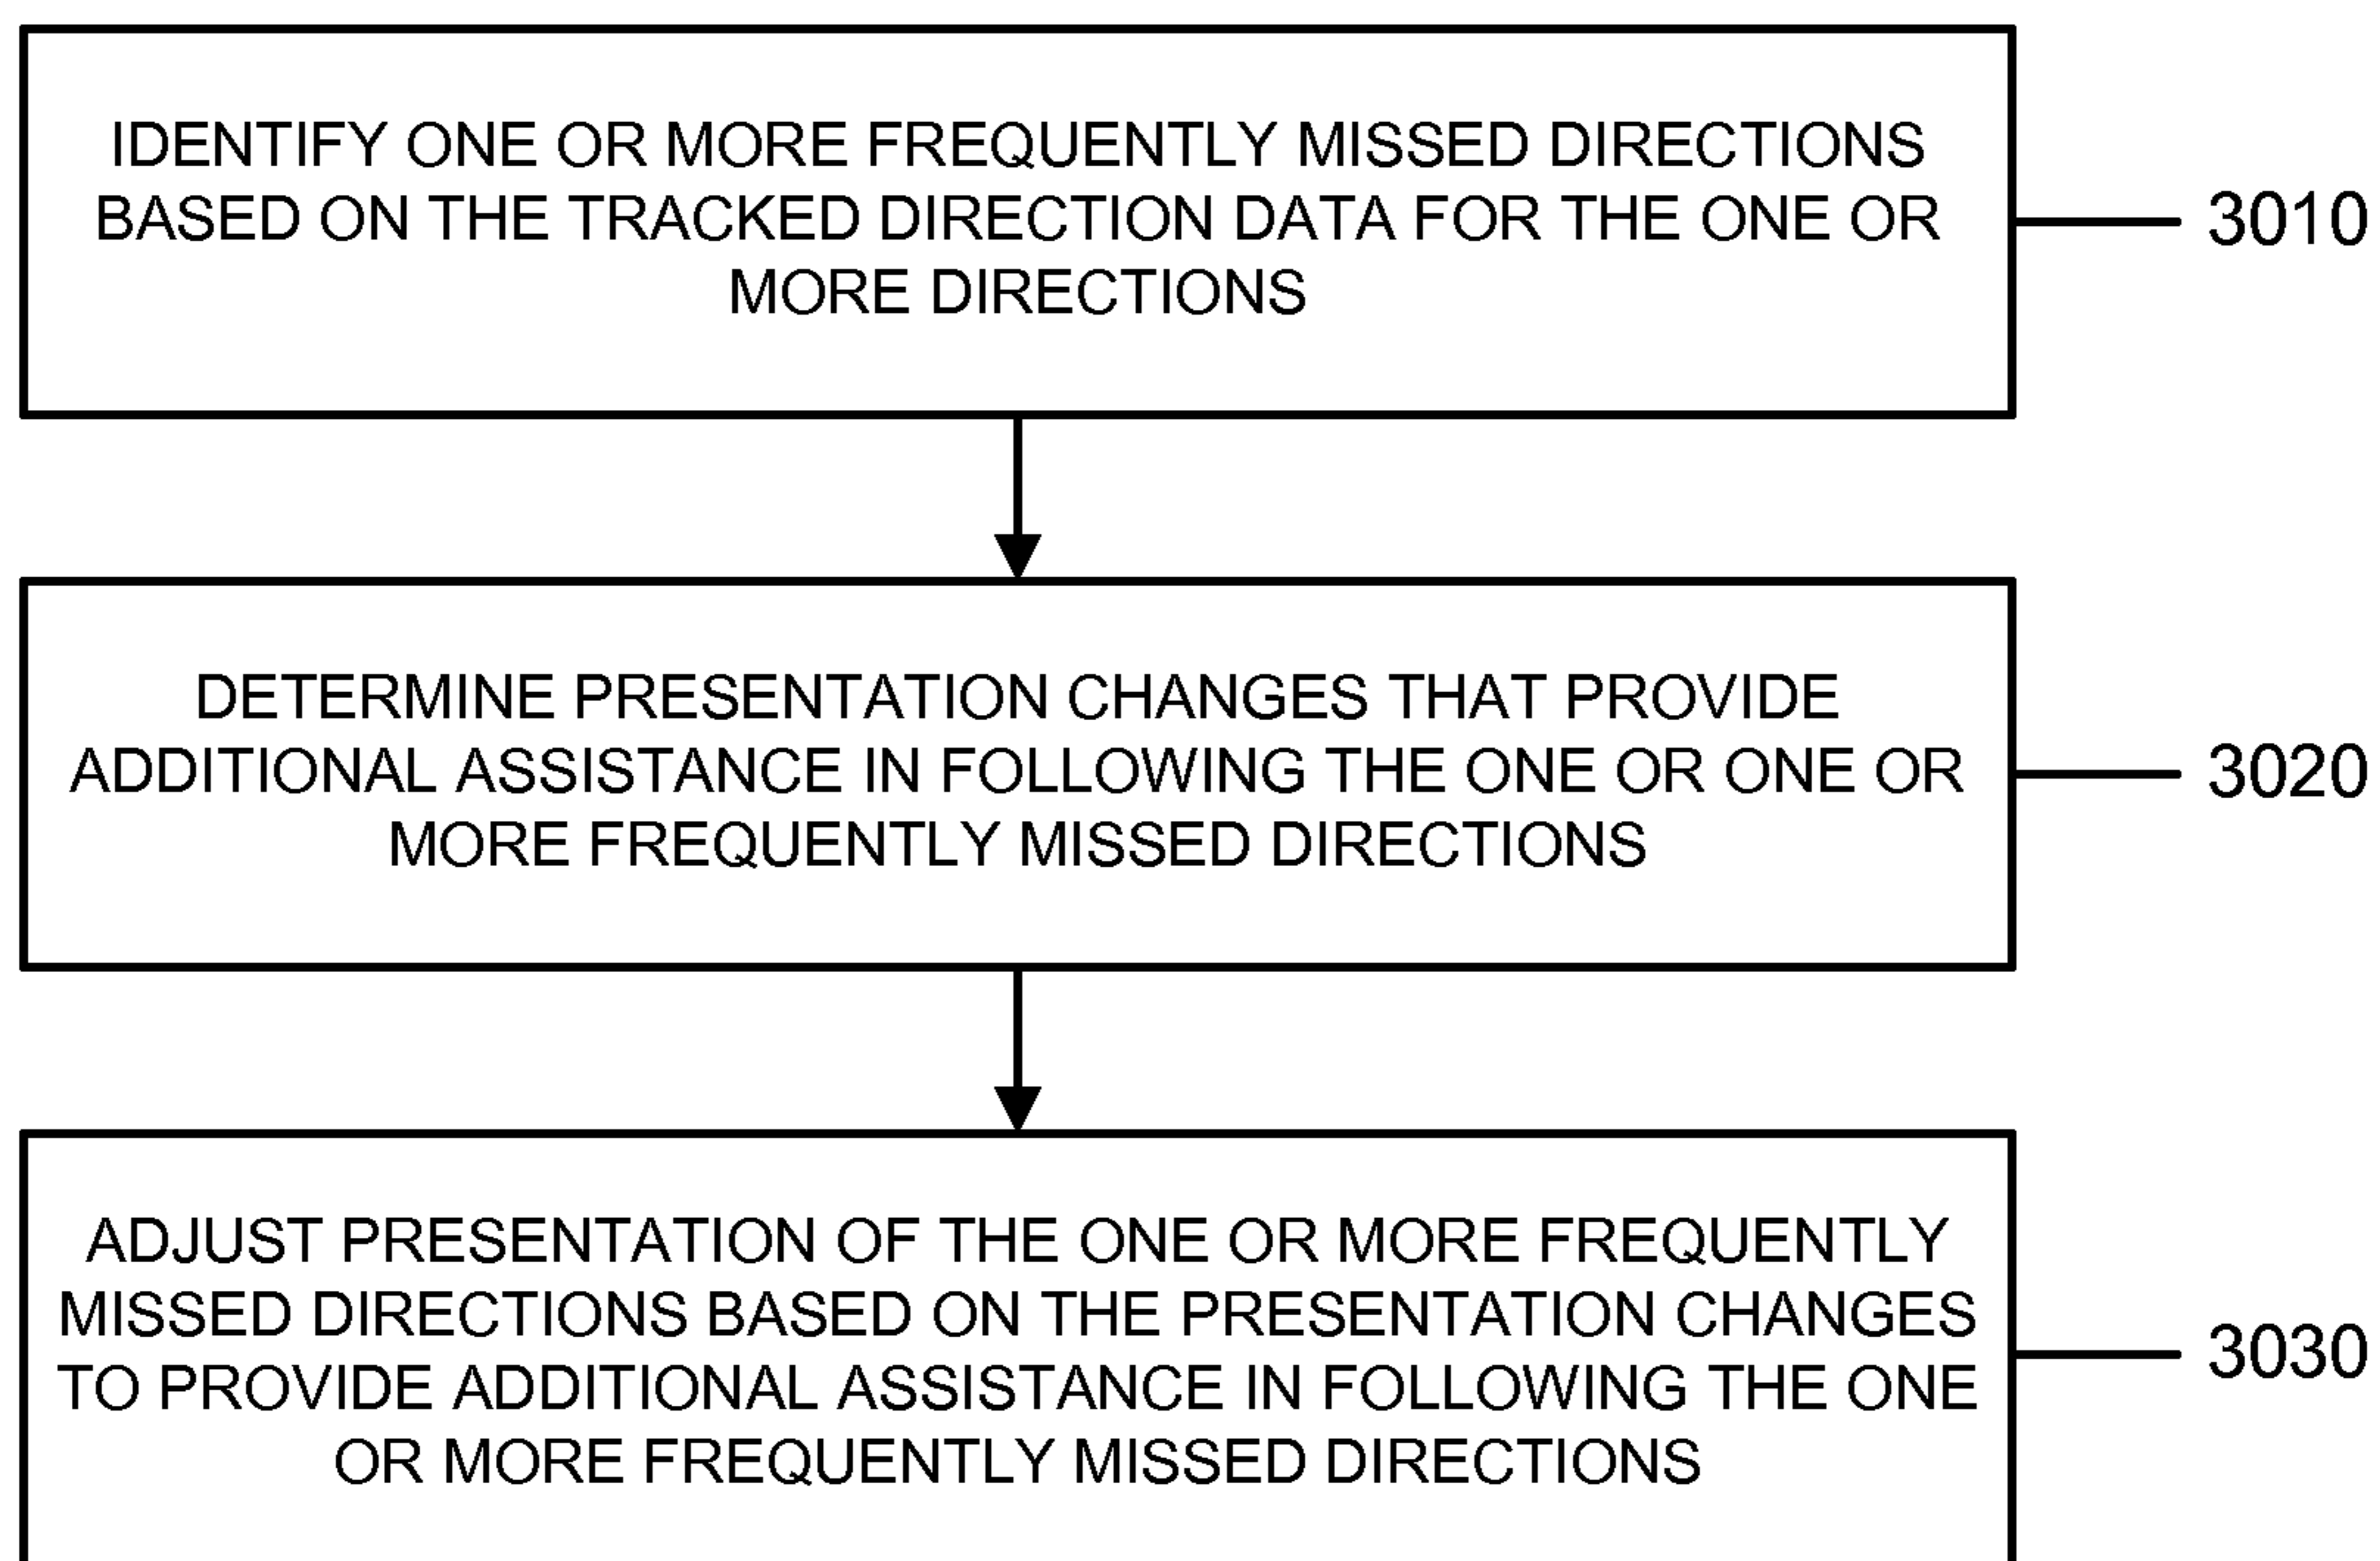 IDENTIFY ONE OR MORE FREQUENTLY MISSED DIRECTIONS
BASED ON THE TRACKED DIRECTION DATA FOR THE ONE OR
MORE DIRECTIONS
3010
DETERMINE PRESENTATION CHANGES THAT PROVIDE
ADDITIONAL ASSISTANCE IN FOLLOWING THE ONE OR ONE OR
MORE FREQUENTLY MISSED DIRECTIONS
3020
ADJUST PRESENTATION OF THE ONE OR MORE FREQUENTLY
MISSED DIRECTIONS BASED ON THE PRESENTATION CHANGES
TO PROVIDE ADDITIONAL ASSISTANCE IN FOLLOWING THE ONE
OR MORE FREQUENTLY MISSED DIRECTIONS
3030